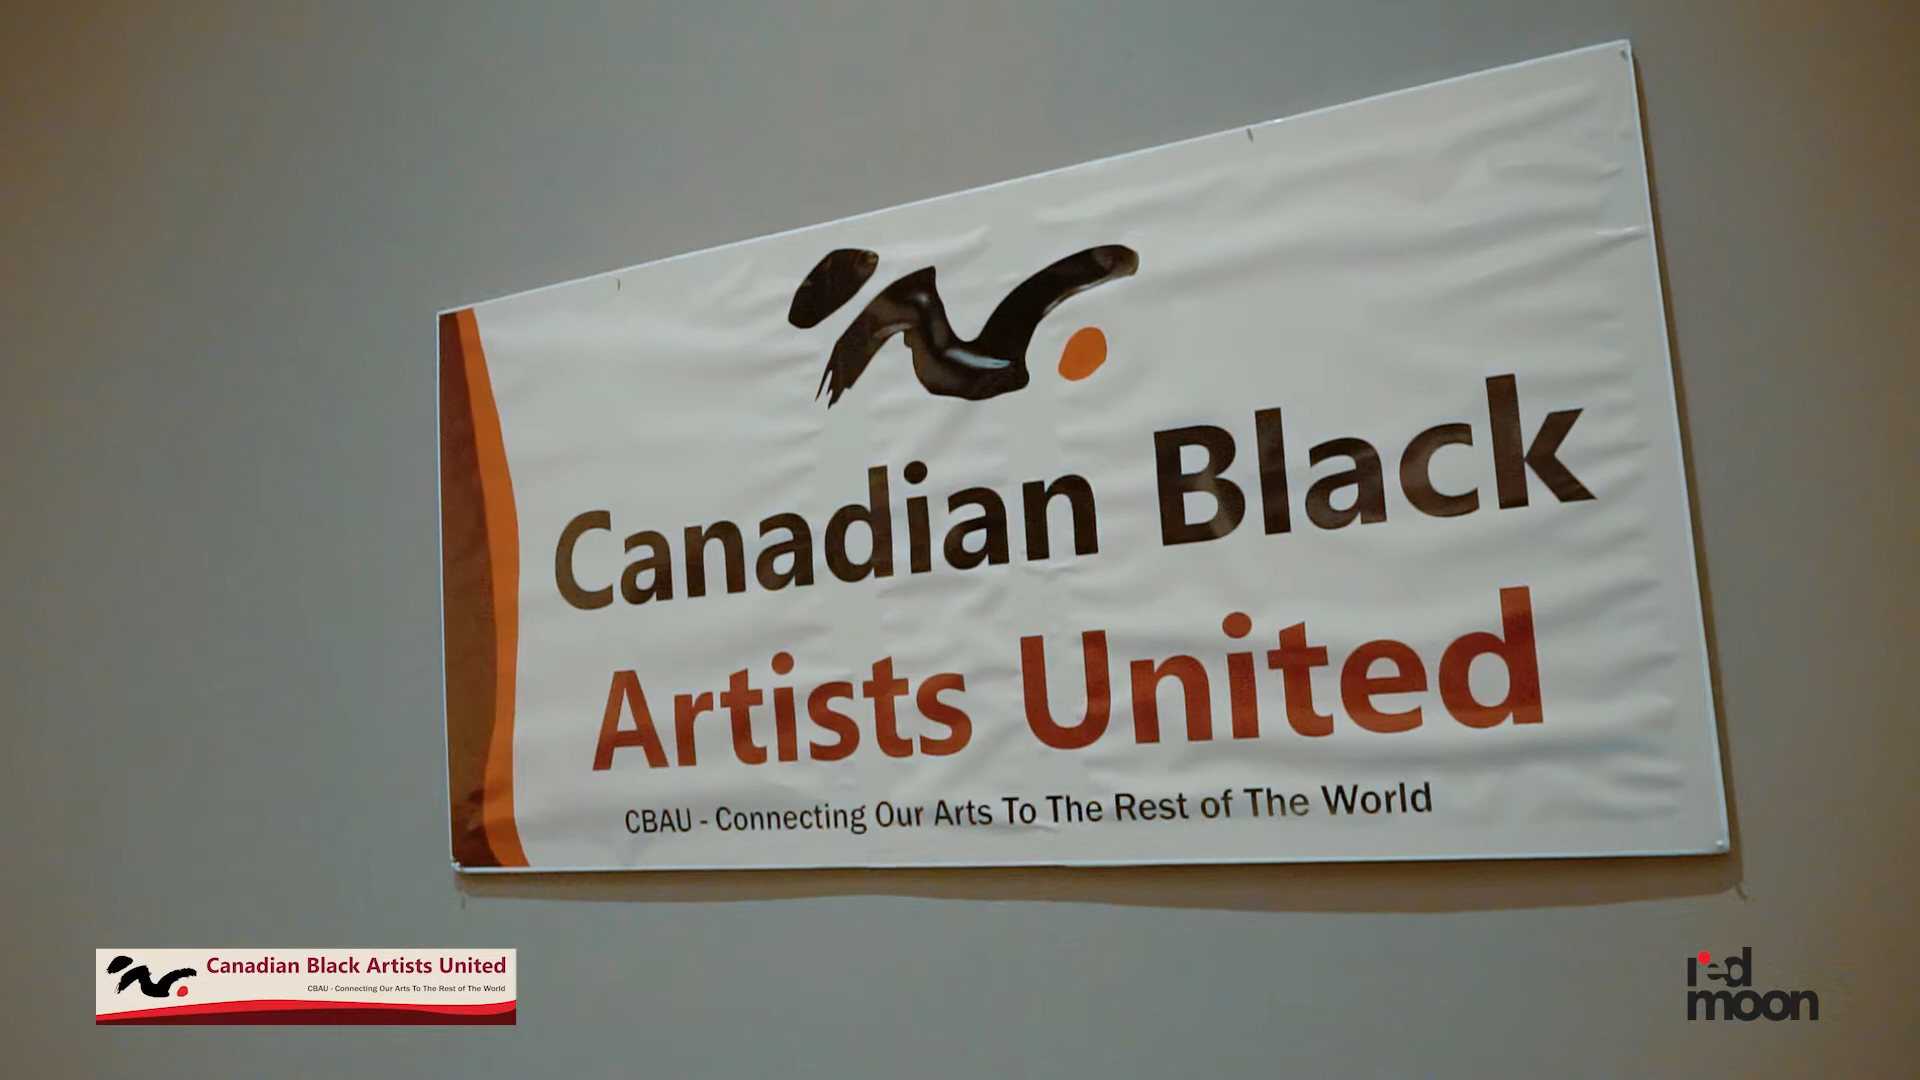 Canadian Black
Artists United
CBAU - Connecting Our Arts To The Rest of The World
Canadian Black Artists United
CBAU - Connecting Our Arts To The Rest of The World
red
moon